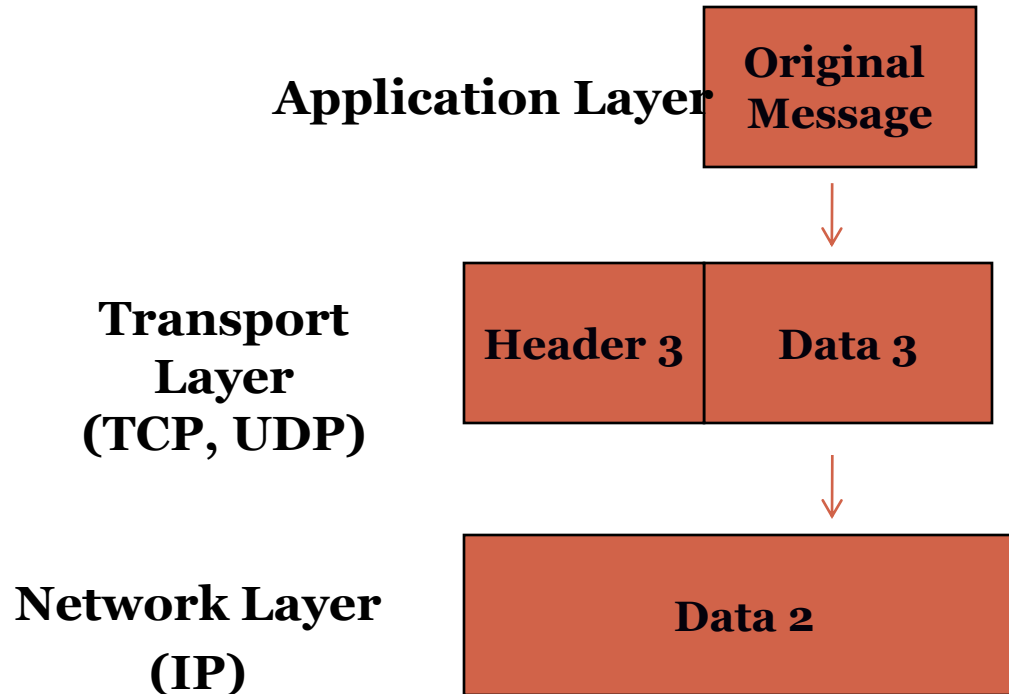 Application Layer
Original
Message
Transport
Layer
(TCP, UDP)
Header 3
Data 3
Network Layer
(IP)
Data 2